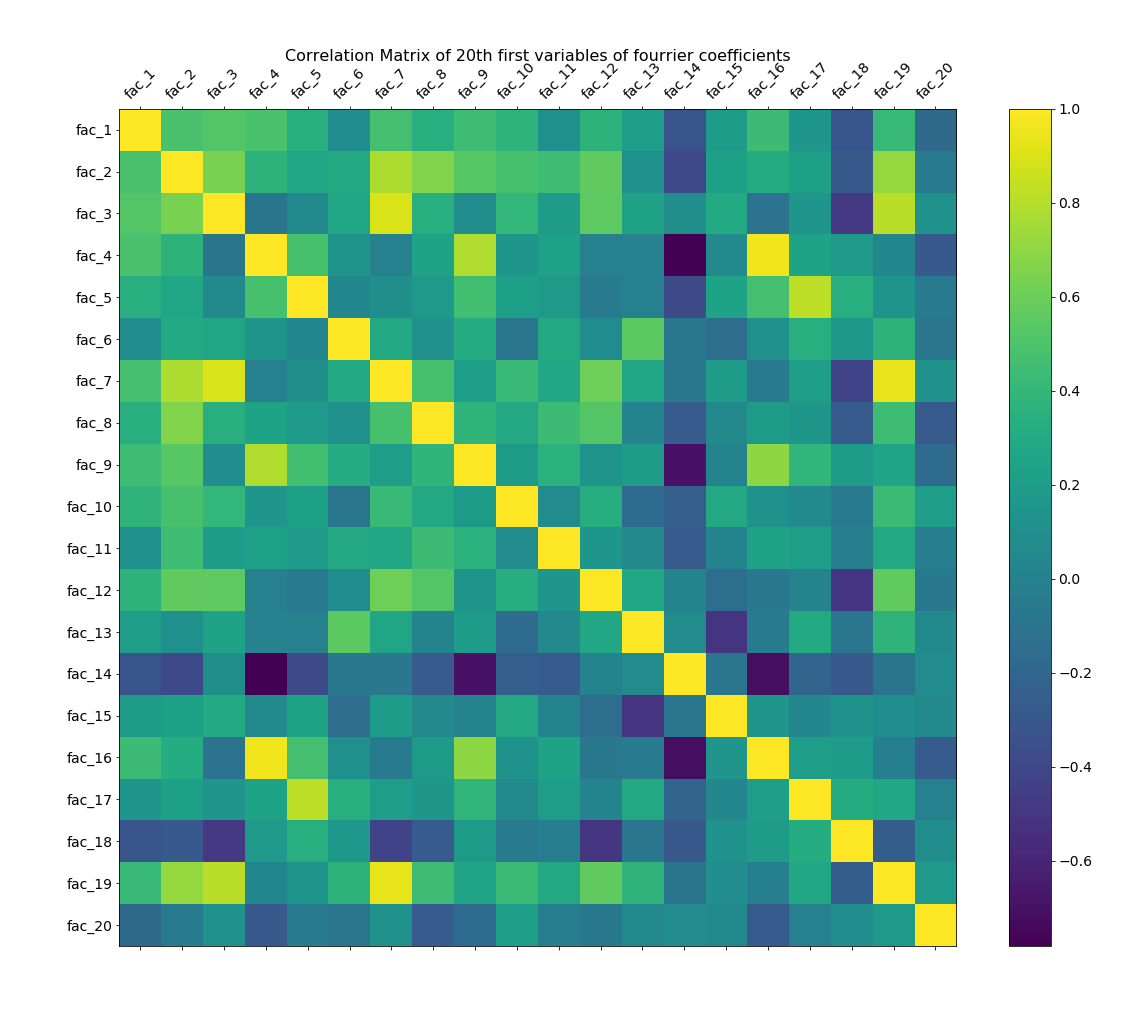 Correlation Matrix of 20th first variables of fourrier coefficients
fac_1 fac_2 fac_3 fac_4 fac_5 fac_6 fac_7 fac_8 fac_9 fac_10 fac_11 fac_12 fac_13 fac_14 fac_15 fac_16 fac_17 fac_18 fac_19 fac_20
fac_1
fac_2
fac_3
fac_4
fac_5
fac_6
fac_7
fac_8
fac_9
fac_10
fac_11
fac_12
fac_13
fac_14
fac_15
fac_16
fac_17
fac_18
fac_19
fac_20
1.0
0.8
0.6
0.4
0.2
0.0
−0.2
−0.4
−0.6